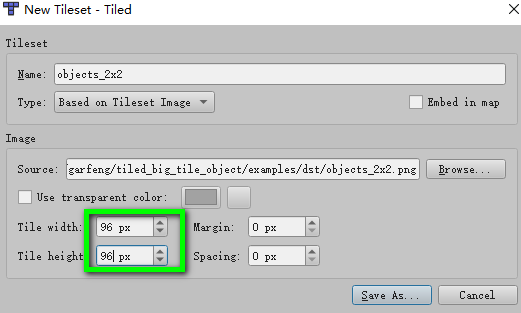 New Tileset - Tiled
Tileset
Name: objects_2x2
Type: Based on Tileset Image Embed in map
Image
Source: garfeng/tiled_big_tile_object/examples/dst/objects_2x2.png Browse...
Use transparent color:
Tile width: 96 px Margin: 0 px
Tile height 96 px Spacing: 0 px
Save As... Cancel